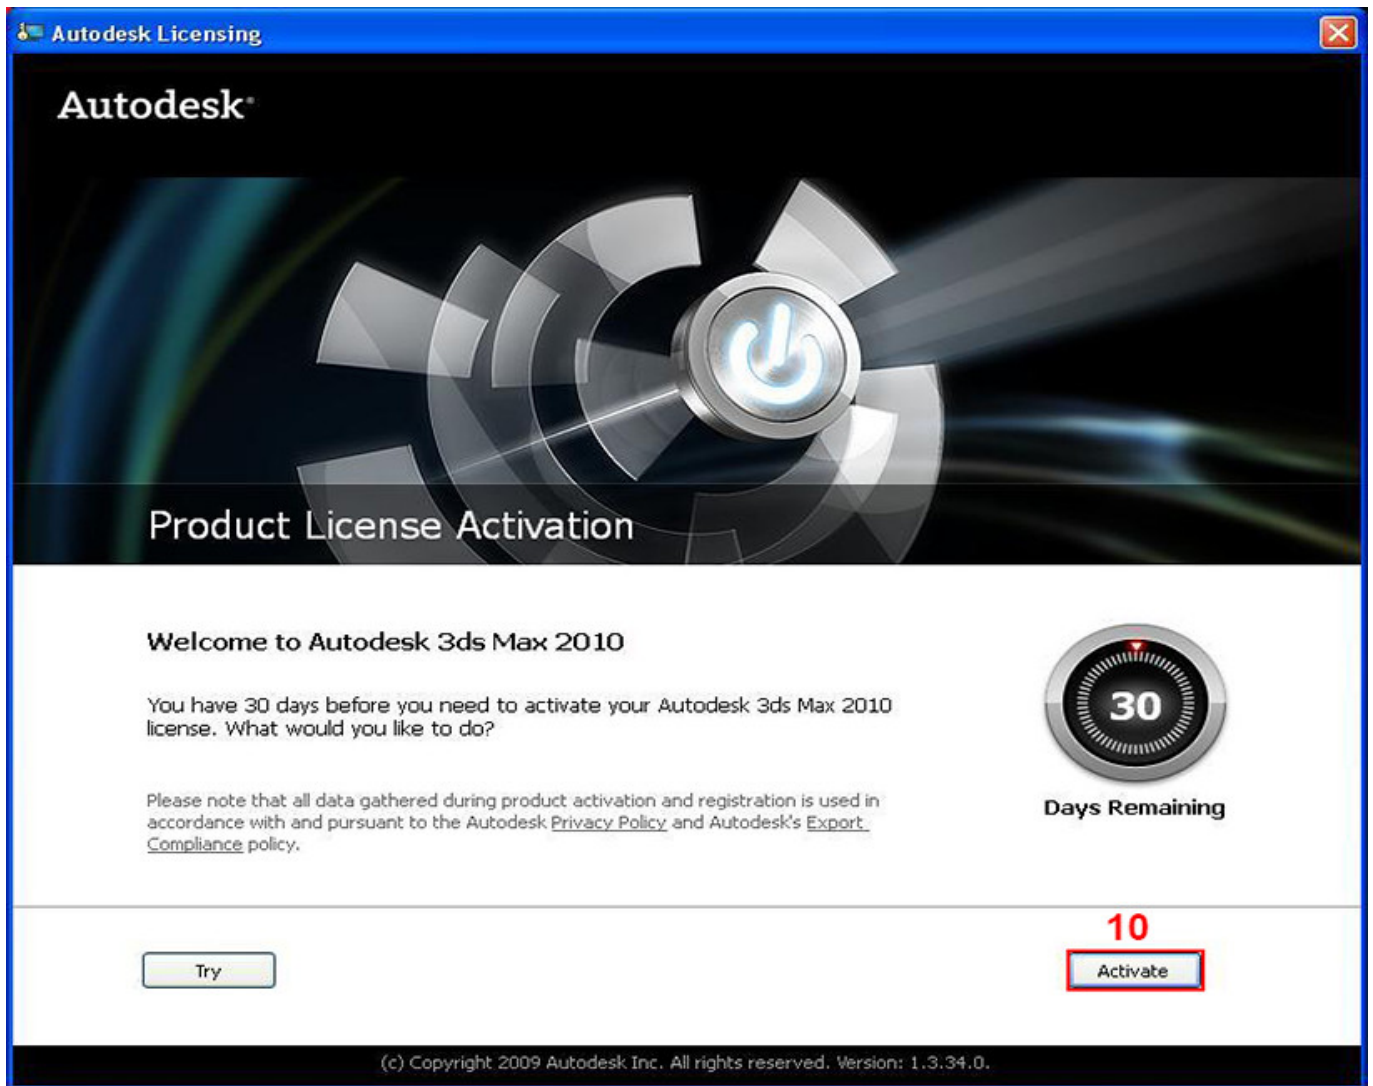 Autodesk Licensing
Autodesk®
Product License Activation
Welcome to Autodesk 3ds Max 2010
You have 30 days before you need to activate your Autodesk 3ds Max 2010
license. What would you like to do?
30
Please note that all data gathered during product activation and registration is used in
accordance with and pursuant to the Autodesk Privacy Policy and Autodesk's Export
Compliance policy.
Days Remaining
10
Try
Activate
(c) Copyright 2009 Autodesk Inc. All rights reserved. Version: 1.3.34.0.